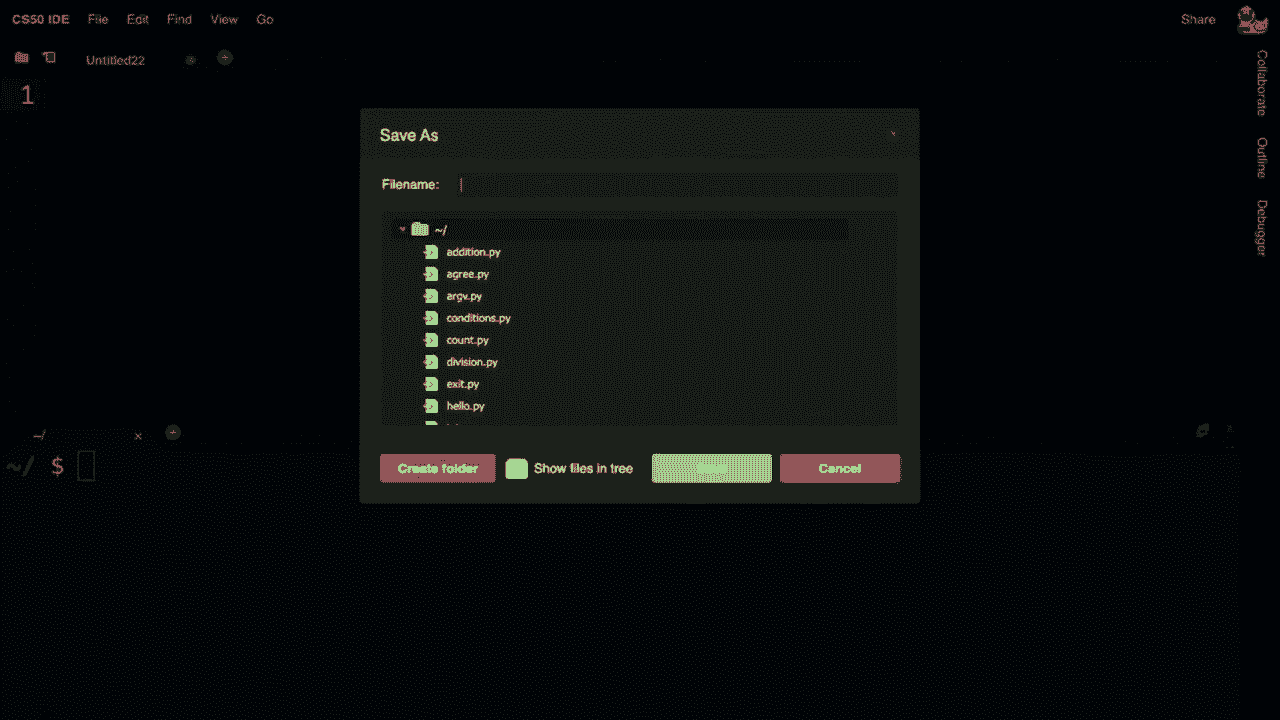 CS50 IDE File Edit Find View Go Share
Untitled22
1
Collaborate
Outline
Debugger
Save As
Filename:
~/
addition.py
agree.py
argv.py
conditions.py
count.py
division.py
exit.py
hello.py
Create folder Show files in tree Cancel
~/
~/ $